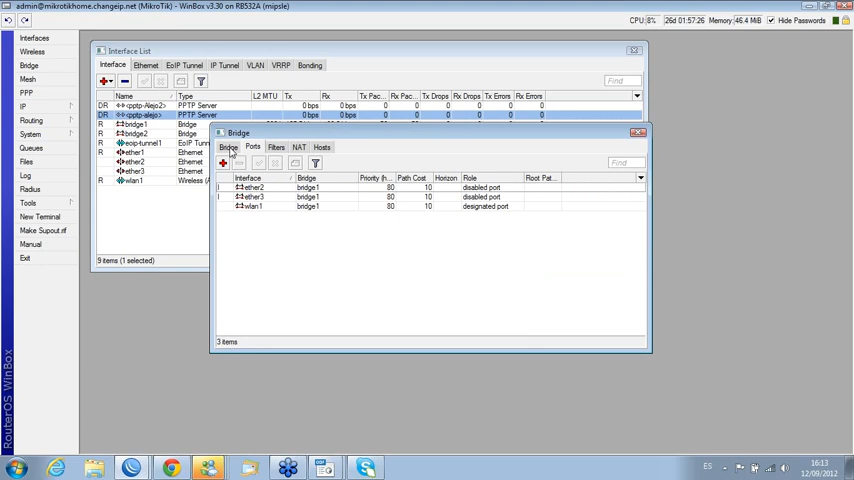 admin@mikrotikhome.changeip.net (MikroTik) - WinBox v3.30 on RB532A (mipsle)
CPU: 8% 26d 01:57:26 Memory: 46.4 MiB Hide Passwords
Interfaces
Wireless
Bridge
Mesh
PPP
IP
Routing
System
Queues
Files
Log
Radius
Tools
New Terminal
Make Supout.rif
Manual
Exit
RouterOS WinBox
Interface List
Interface Ethernet EoIP Tunnel IP Tunnel VLAN VRRP Bonding
Find
Name Type L2 MTU Tx Rx Tx Pac... Rx Pac... Tx Drops Rx Drops Tx Errors Rx Errors
DR <pptp-Alejo2> PPTP Server 0 bps 0 bps 0 0 0 0 0 0
DR <pptp-alejo> PPTP Server 0 bps 0 bps 0 0 0 0 0 0
R bridge1 Bridge
R bridge2 Bridge
R eoip-tunnel1 EoIP Tun
R ether1 Ethernet
ether2 Ethernet
ether3 Ethernet
R wlan1 Wireless (A
9 items (1 selected)
Bridge
Bridge Ports Filters NAT Hosts
Find
Interface Bridge Priority (h... Path Cost Horizon Role Root Pat...
I ether2 bridge1 80 10 disabled port
I ether3 bridge1 80 10 disabled port
wlan1 bridge1 80 10 designated port
3 items
ES
16:13
12/09/2012